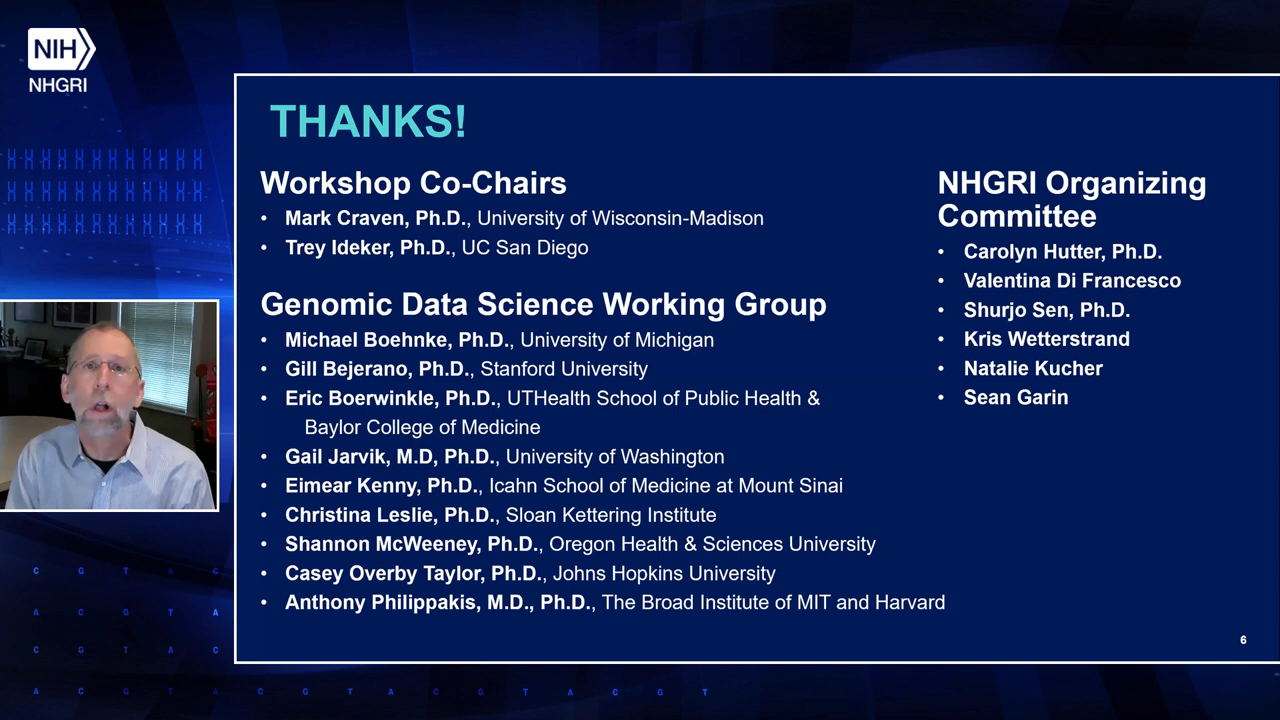 NIH
NHGRI
THANKS!
Workshop Co-Chairs
• Mark Craven, Ph.D., University of Wisconsin-Madison
• Trey Ideker, Ph.D., UC San Diego
Genomic Data Science Working Group
• Michael Boehnke, Ph.D., University of Michigan
• Gill Bejerano, Ph.D., Stanford University
• Eric Boerwinkle, Ph.D., UTHealth School of Public Health &
Baylor College of Medicine
• Gail Jarvik, M.D, Ph.D., University of Washington
• Eimear Kenny, Ph.D., Icahn School of Medicine at Mount Sinai
• Christina Leslie, Ph.D., Sloan Kettering Institute
• Shannon McWeeney, Ph.D., Oregon Health & Sciences University
• Casey Overby Taylor, Ph.D., Johns Hopkins University
• Anthony Philippakis, M.D., Ph.D., The Broad Institute of MIT and Harvard
NHGRI Organizing
Committee
• Carolyn Hutter, Ph.D.
• Valentina Di Francesco
• Shurjo Sen, Ph.D.
• Kris Wetterstrand
• Natalie Kucher
• Sean Garin
6
C G T A C
A C G T A
C G T A C
A C G T A C G T A C G T A C G T